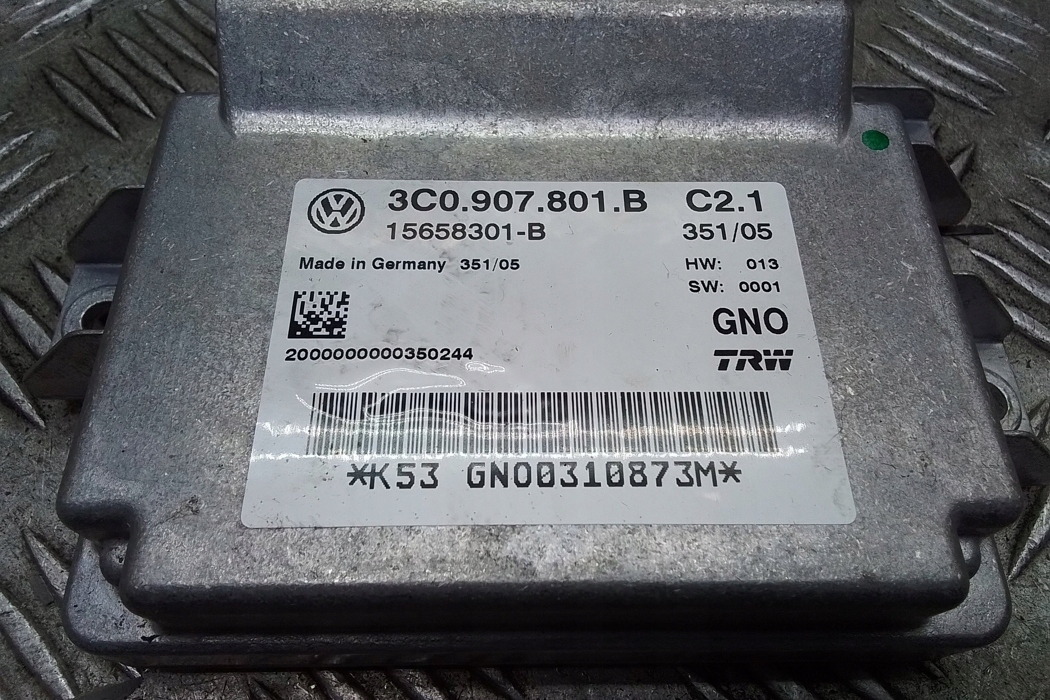 3C0.907.801.B C2.1
15658301-B 351/05
Made in Germany 351/05 HW: 013
SW: 0001
GNO
2000000000350244 TRW
*K53 GNO0310873M*